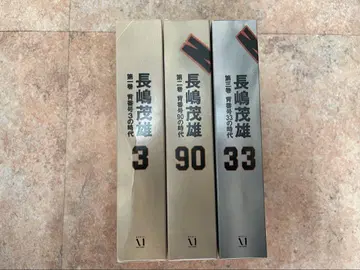 長嶋茂雄
第一巻 背番号3の時代
3
長嶋茂雄
第二巻 背番号90の時代
90
長嶋茂雄
第三巻 背番号33の時代
33